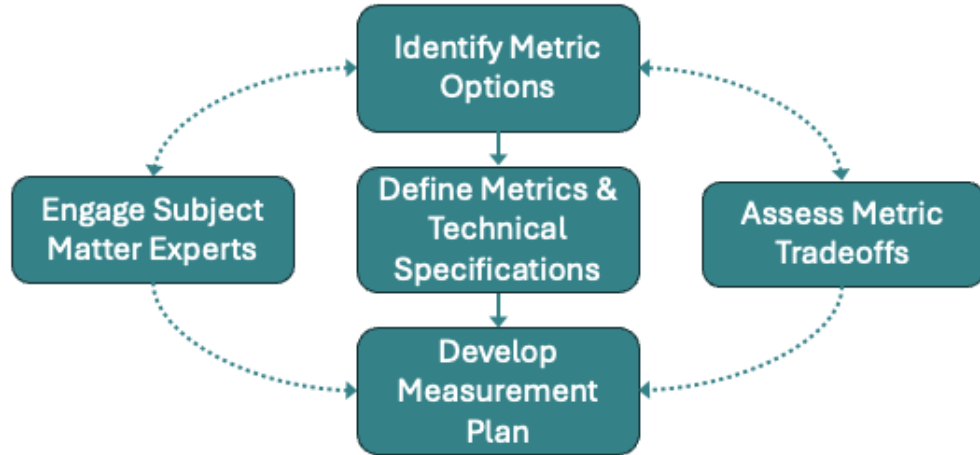 Identify Metric
Options
Engage Subject
Matter Experts
Define Metrics &
Technical
Specifications
Assess Metric
Tradeoffs
Develop
Measurement
Plan